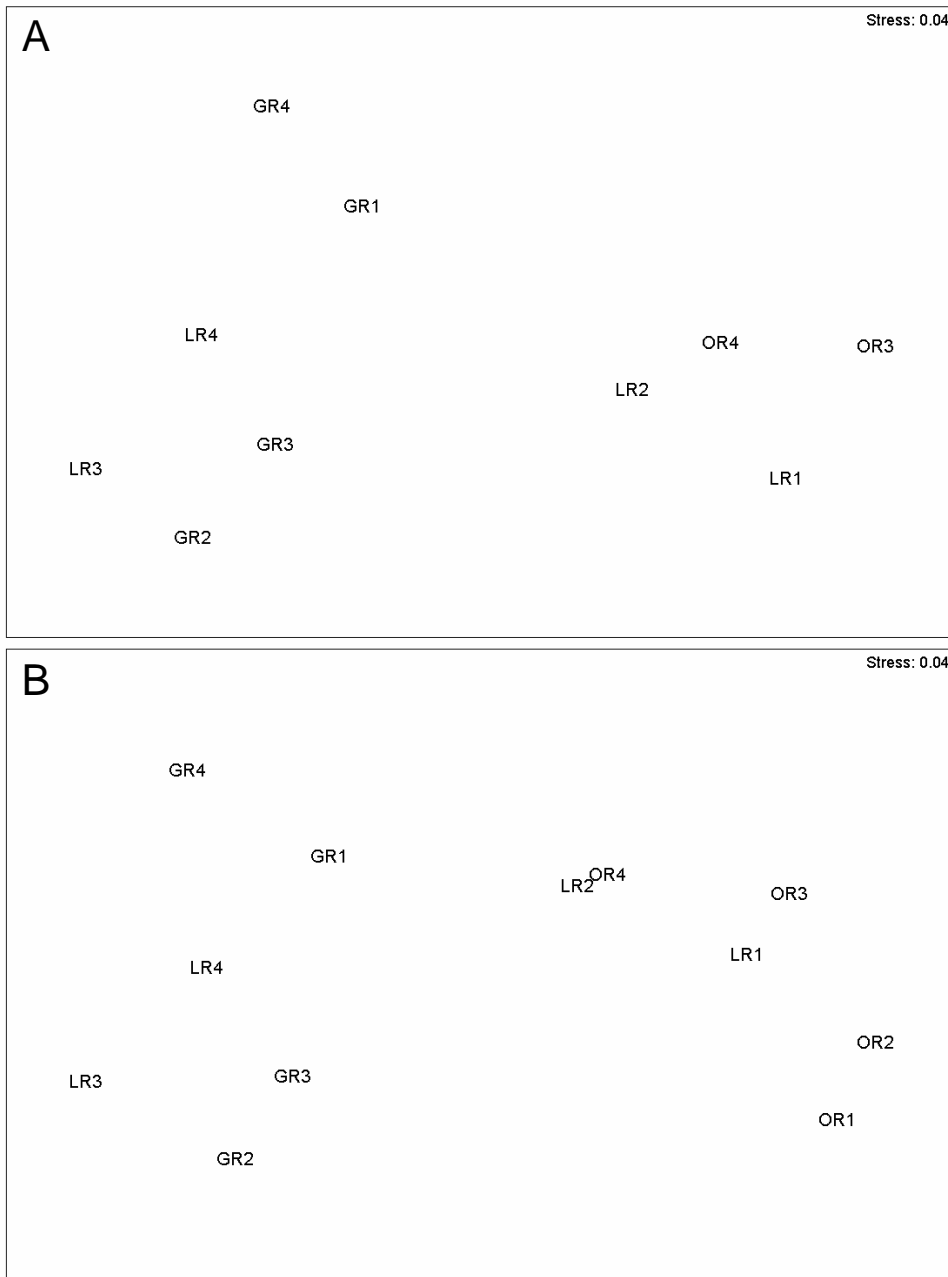 A
Stress: 0.04
GR4
GR1
LR4
OR4
OR3
LR2
GR3
LR3
LR1
GR2
B
Stress: 0.04
GR4
GR1
OR4
LR2
OR3
LR1
LR4
OR2
GR3
LR3
OR1
GR2